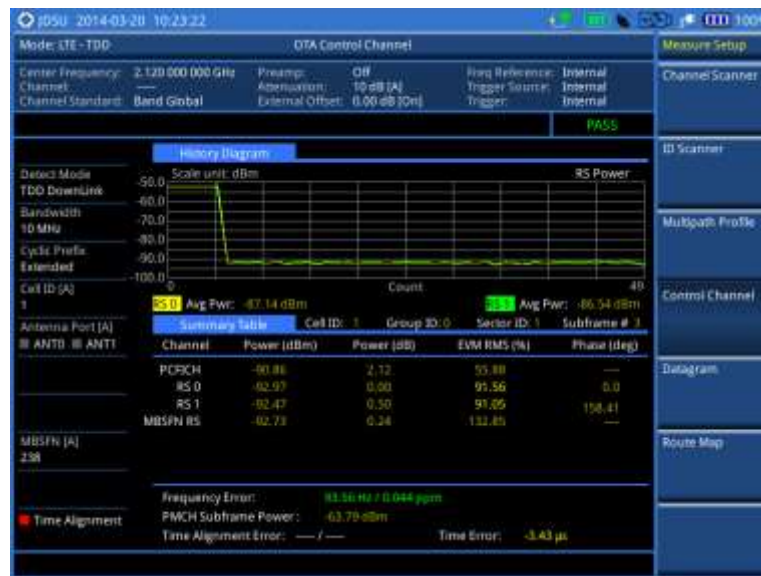 JDSU 2014-03-20 10:23:22
100
Mode: LTE - TDD
OTA Control Channel
Measure Setup
Center Frequency: 2.120 000 000 GHz
Channel: ----
Channel Standard: Band Global
Preamp: Off
Attenuation: 10 dB [A]
External Offset: 0.00 dB [On]
Freq Reference: Internal
Trigger Source: Internal
Trigger: Internal
PASS
Channel Scanner
ID Scanner
Multipath Profile
Control Channel
Datagram
Route Map
Detect Mode
TDD DownLink
Bandwidth
10 MHz
Cyclic Prefix
Extended
Cell ID [A]
1
Antenna Port [A]
ANT0 ANT1
MBSFN [A]
238
Time Alignment
History Diagram
Scale unit: dBm
RS Power
-50.0
-60.0
-70.0
-80.0
-90.0
-100.0
0 Count 49
RS 0 Avg Pwr: -87.14 dBm
RS 1 Avg Pwr: -86.54 dBm
Summary Table Cell ID: 1 Group ID: 0 Sector ID: 1 Subframe # 3
Channel Power (dBm) Power (dB) EVM RMS (%) Phase (deg)
PCFICH -90.86 2.12 55.88 ----
RS 0 -92.97 0.00 91.56 0.0
RS 1 -92.47 0.50 91.05 158.41
MBSFN RS -92.73 0.24 132.85 ----
Frequency Error: 93.56 Hz / 0.044 ppm
PMCH Subframe Power: -63.79 dBm
Time Alignment Error: ---- / ----
Time Error: -3.43 µs